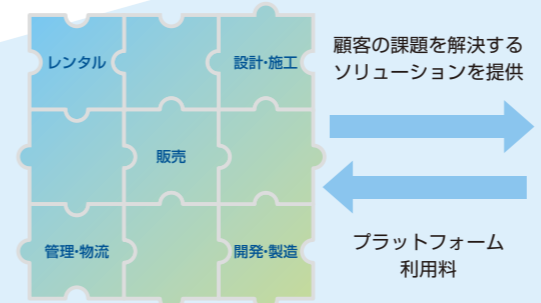 レンタル
設計・施工
販売
管理・物流
開発・製造
顧客の課題を解決する
ソリューションを提供
プラットフォーム
利用料